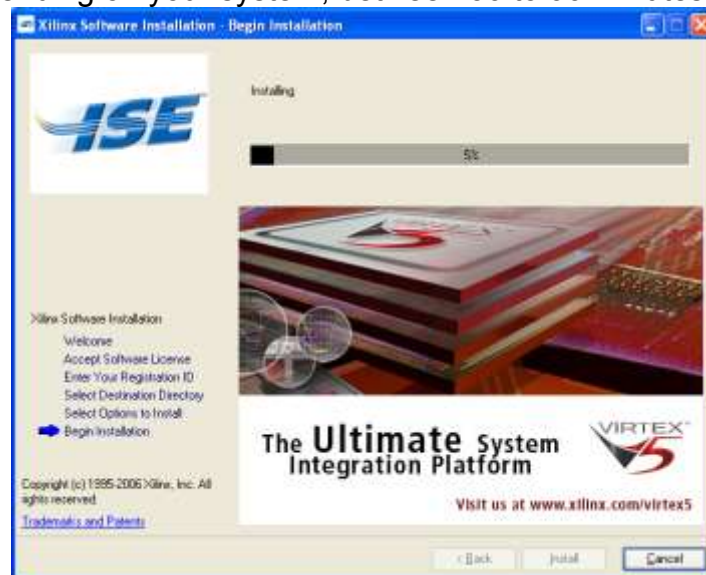 Xilinx Software Installation - Begin Installation
ISE
Installing
5%
VIRTEX
5
Xilinx Software Installation
Welcome
Accept Software License
Enter Your Registration ID
Select Destination Directory
Select Options to Install
Begin Installation
The Ultimate System
Integration Platform
VIRTEX
5
Visit us at www.xilinx.com/virtex5
Copyright (c) 1995-2006 Xilinx, Inc. All
rights reserved.
Trademarks and Patents
< Back
Install
Cancel